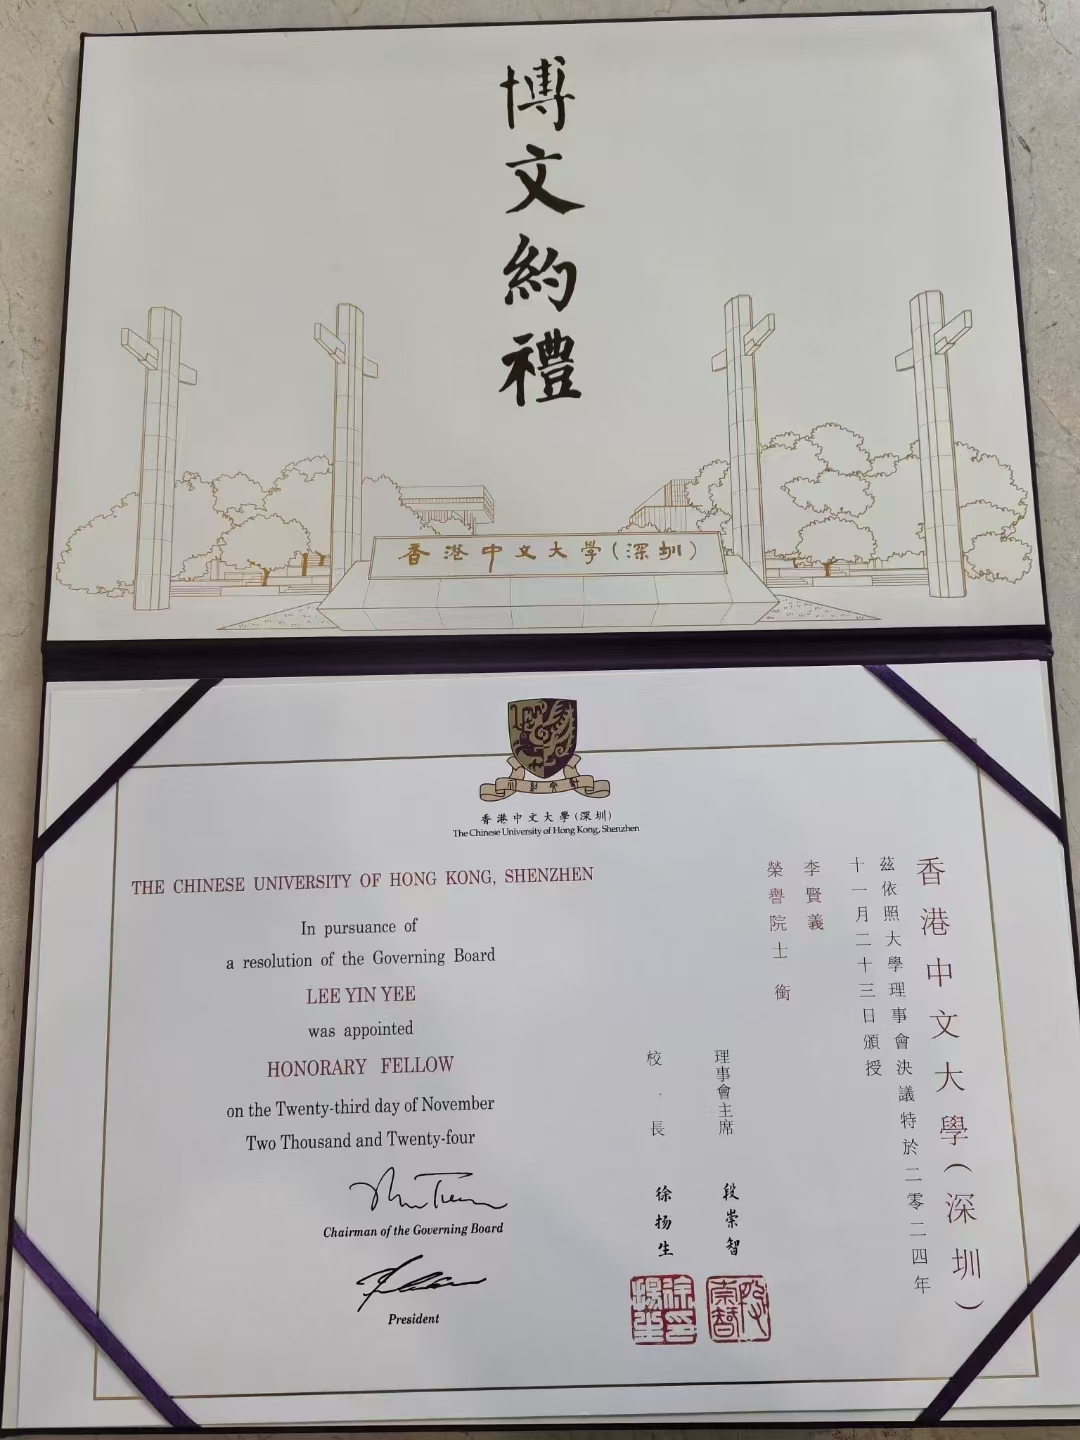 博文約禮
香港中文大學(深圳)
香港中文大學(深圳)
The Chinese University of Hong Kong, Shenzhen
THE CHINESE UNIVERSITY OF HONG KONG, SHENZHEN
In pursuance of
a resolution of the Governing Board
LEE YIN YEE
was appointed
HONORARY FELLOW
on the Twenty-third day of November
Two Thousand and Twenty-four
Chairman of the Governing Board
President
香港中文大學(深圳)
茲依照大學理事會決議特於二零二四年
十一月二十三日頒授
李賢義
榮譽院士 銜
理事會主席 段崇智
校 長 徐扬生